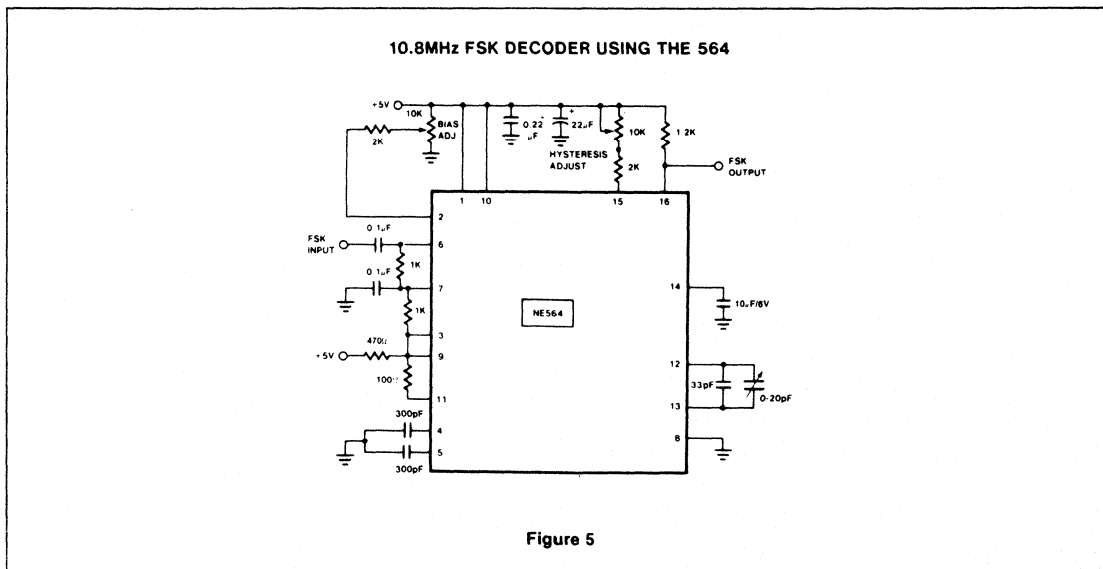 10.8MHz FSK DECODER USING THE 564
+5V
10K
BIAS
ADJ
2K
0.22
μF
+
22μF
10K
HYSTERESIS
ADJUST
2K
1 2K
FSK
OUTPUT
1
10
15
16
2
0 1μF
FSK
INPUT
6
1K
0 1μF
7
1K
14
10μF/6V
NE564
3
470Ω
+5V
9
12
33pF
0-20pF
100Ω
11
13
300pF
4
8
5
300pF
Figure 5